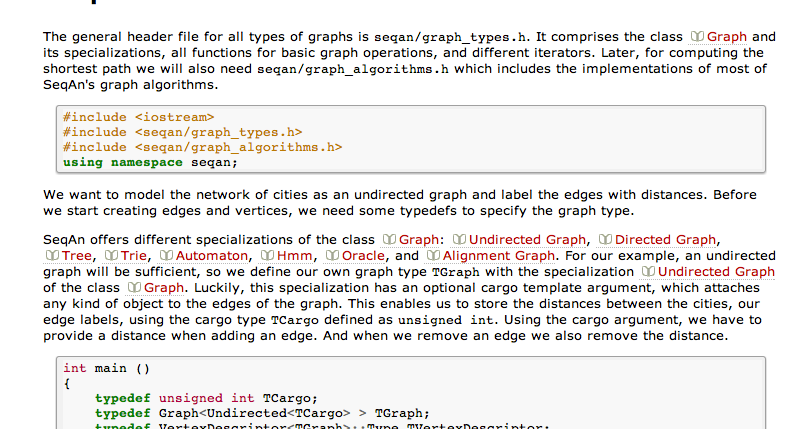 The general header file for all types of graphs is seqan/graph_types.h. It comprises the class Graph and
its specializations, all functions for basic graph operations, and different iterators. Later, for computing the
shortest path we will also need seqan/graph_algorithms.h which includes the implementations of most of
SeqAn's graph algorithms.
#include <iostream>
#include <seqan/graph_types.h>
#include <seqan/graph_algorithms.h>
using namespace seqan;
We want to model the network of cities as an undirected graph and label the edges with distances. Before
we start creating edges and vertices, we need some typedefs to specify the graph type.
SeqAn offers different specializations of the class Graph: Undirected Graph, Directed Graph,
Tree, Trie, Automaton, Hmm, Oracle, and Alignment Graph. For our example, an undirected
graph will be sufficient, so we define our own graph type TGraph with the specialization Undirected Graph
of the class Graph. Luckily, this specialization has an optional cargo template argument, which attaches
any kind of object to the edges of the graph. This enables us to store the distances between the cities, our
edge labels, using the cargo type TCargo defined as unsigned int. Using the cargo argument, we have to
provide a distance when adding an edge. And when we remove an edge we also remove the distance.
int main ()
{
typedef unsigned int TCargo;
typedef Graph<Undirected<TCargo> > TGraph;
typedef VertexDescriptor<TGraph>::Type TVertexDescriptor;